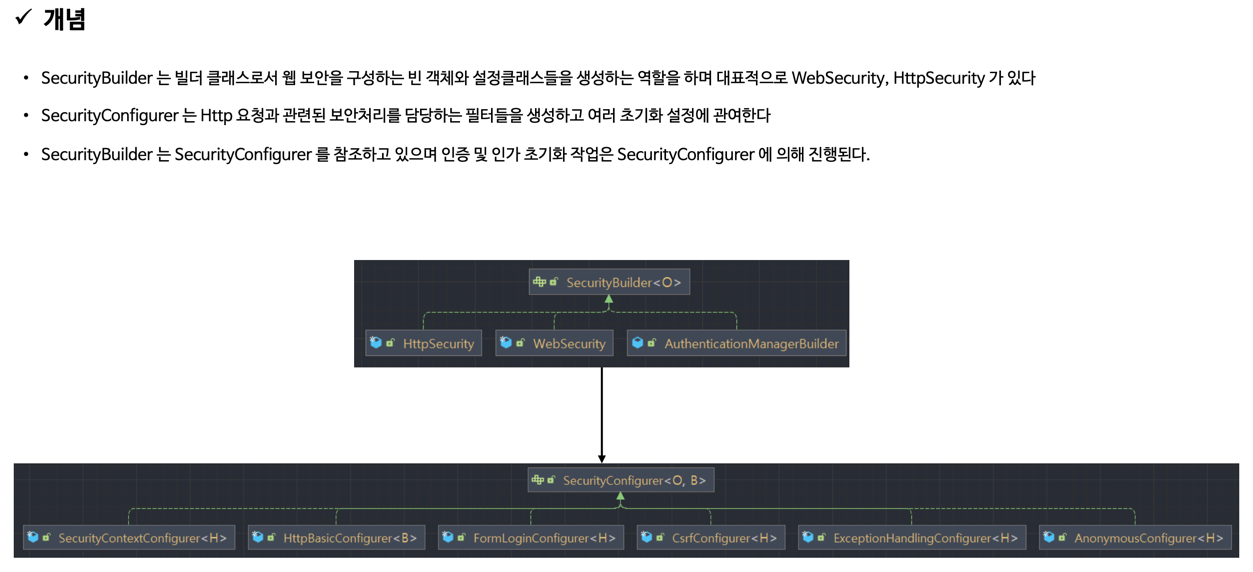 ✓ 개념
• SecurityBuilder 는 빌더 클래스로서 웹 보안을 구성하는 빈 객체와 설정클래스들을 생성하는 역할을 하며 대표적으로 WebSecurity, HttpSecurity 가 있다
• SecurityConfigurer 는 Http 요청과 관련된 보안처리를 담당하는 필터들을 생성하고 여러 초기화 설정에 관여한다
• SecurityBuilder 는 SecurityConfigurer 를 참조하고 있으며 인증 및 인가 초기화 작업은 SecurityConfigurer 에 의해 진행된다.
SecurityBuilder<O>
HttpSecurity WebSecurity AuthenticationManagerBuilder
SecurityConfigurer<O, B>
SecurityContextConfigurer<H> HttpBasicConfigurer<B> FormLoginConfigurer<H> CsrfConfigurer<H> ExceptionHandlingConfigurer<H> AnonymousConfigurer<H>